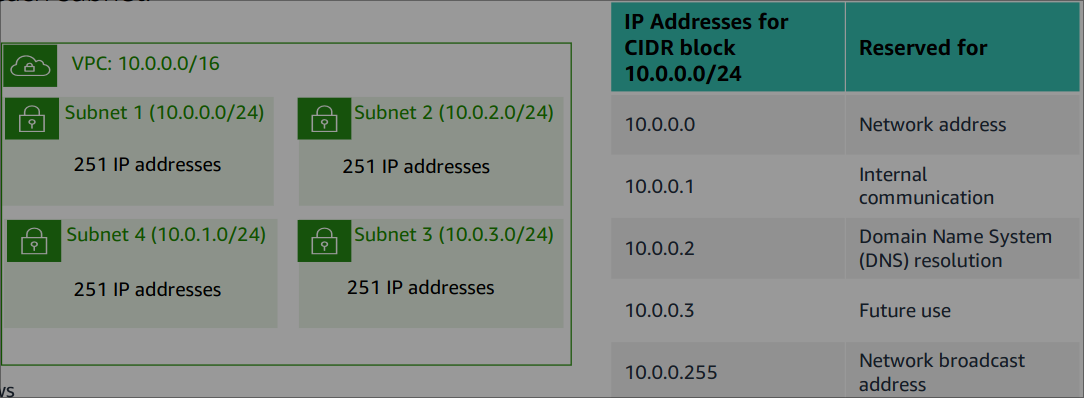 VPC: 10.0.0.0/16
Subnet 1 (10.0.0.0/24)
251 IP addresses
Subnet 2 (10.0.2.0/24)
251 IP addresses
Subnet 4 (10.0.1.0/24)
251 IP addresses
Subnet 3 (10.0.3.0/24)
251 IP addresses
IP Addresses for
CIDR block
10.0.0.0/24
Reserved for
10.0.0.0
Network address
10.0.0.1
Internal
communication
10.0.0.2
Domain Name System
(DNS) resolution
10.0.0.3
Future use
10.0.0.255
Network broadcast
address